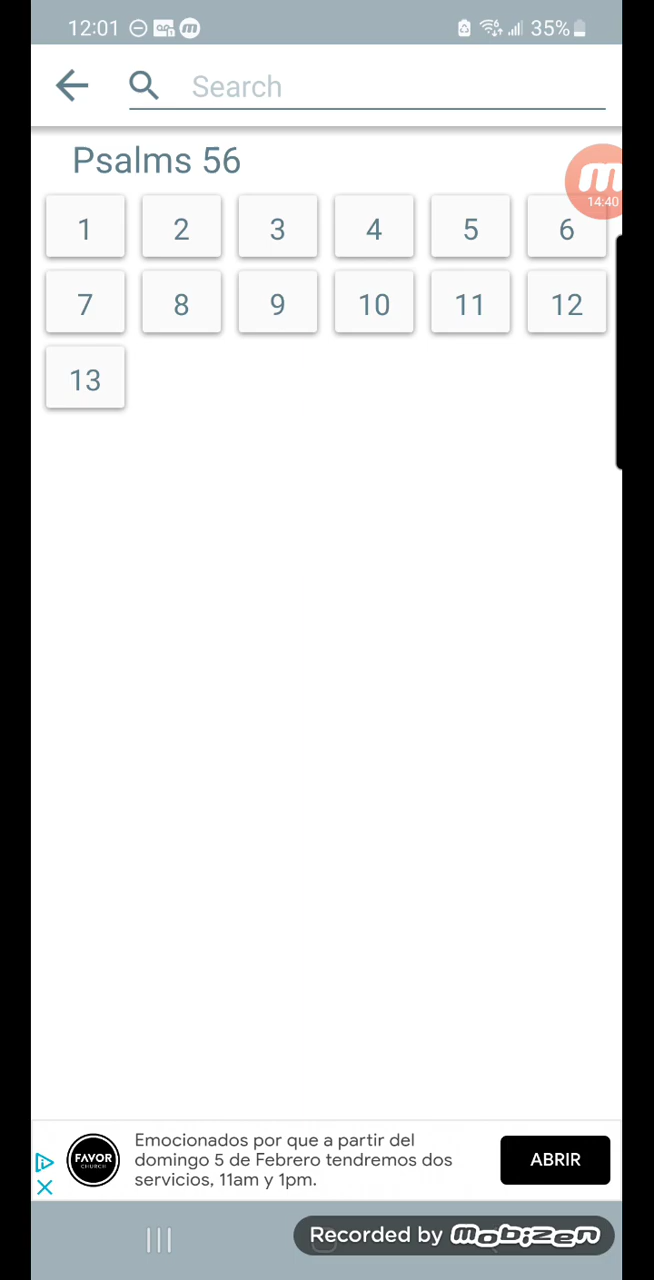 12:01 35%
Search
Psalms 56
14:40
1 2 3 4 5 6
7 8 9 10 11 12
13
Emocionados por que a partir del
domingo 5 de Febrero tendremos dos
servicios, 11am y 1pm.
FAVOR
CHURCH
ABRIR
Recorded by mobizen